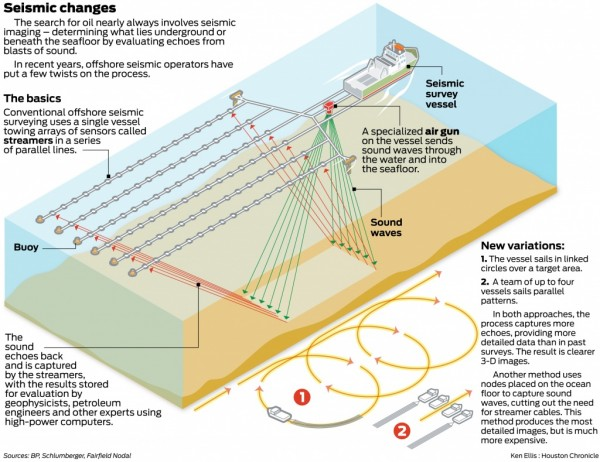 Seismic changes
The search for oil nearly always involves seismic
imaging – determining what lies underground or
beneath the seafloor by evaluating echoes from
blasts of sound.
In recent years, offshore seismic operators have
put a few twists on the process.
The basics
Conventional offshore seismic
surveying uses a single vessel
towing arrays of sensors called
streamers in a series
of parallel lines.
Seismic
survey
vessel
A specialized air gun
on the vessel sends
sound waves through
the water and into the
seafloor.
Sound
waves
Buoy
The
sound
echoes back
and is captured
by the streamers,
with the results stored
for evaluation by
geophysicists, petroleum
engineers and other experts using
high-power computers.
New variations:
1. The vessel sails in linked
circles over a target area.
2. A team of up to four
vessels sails parallel
patterns.
In both approaches, the
process captures more
echoes, providing more
detailed data than in past
surveys. The result is clearer
3-D images.
Another method uses
nodes placed on the ocean
floor to capture sound
waves, cutting out the need
for streamer cables. This
method produces the most
detailed images, but is much
more expensive.
1
2
Sources: BP, Schlumberger, Fairfield Nodal
Ken Ellis : Houston Chronicle